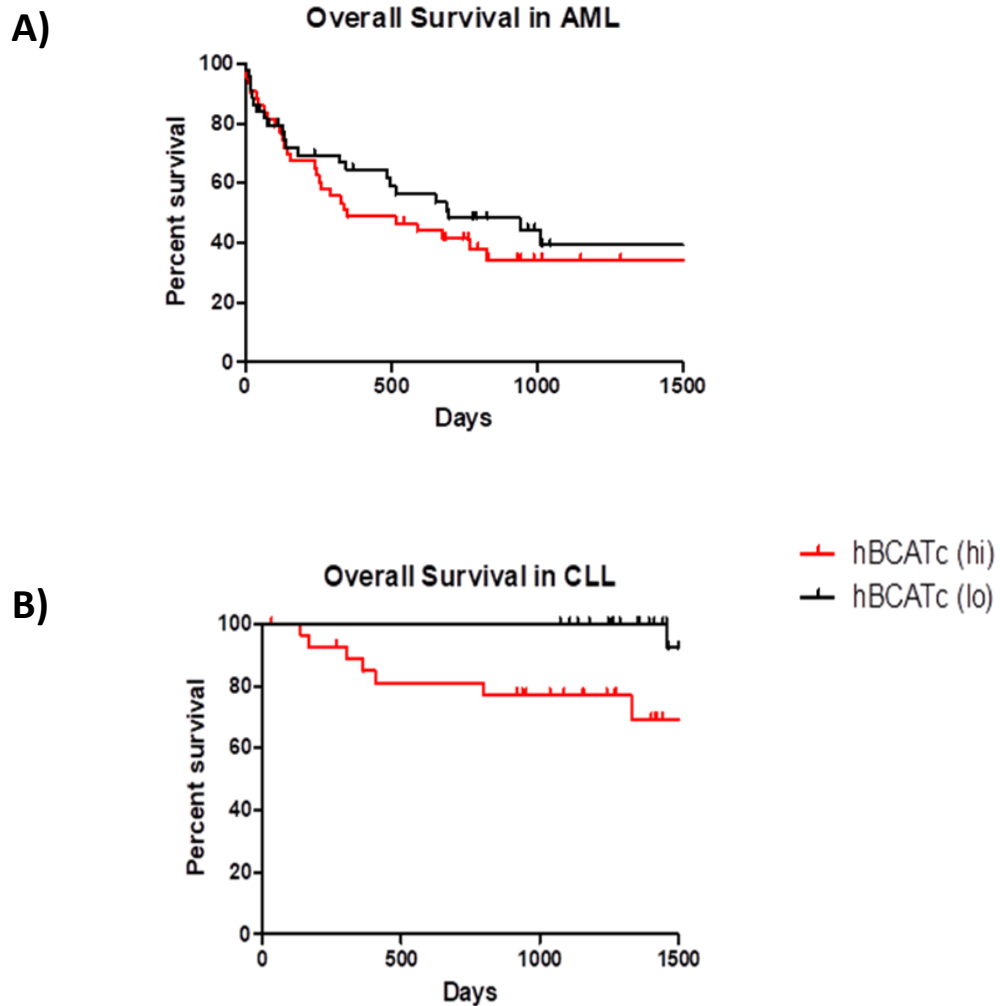 A)
Overall Survival in AML
Percent survival
100
80
60
40
20
0
0 500 1000 1500
Days
hBCATc (hi)
hBCATc (lo)
B)
Overall Survival in CLL
Percent survival
100
80
60
40
20
0
0 500 1000 1500
Days